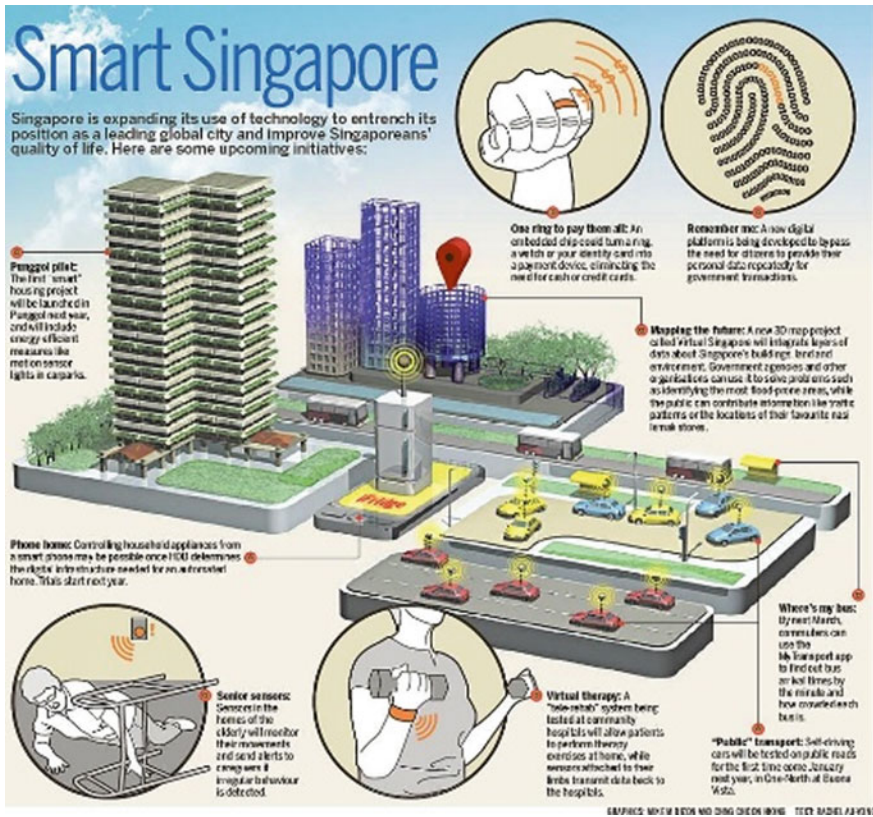 Smart Singapore
Singapore is expanding its use of technology to entrench its
position as a leading global city and improve Singaporeans'
quality of life. Here are some upcoming initiatives:
One ring to pay them all: An
embedded chip could turn a ring,
a watch or your identity card into
a payment device, eliminating the
need for cash or credit cards.
Remember me: A new digital
platform is being developed to bypass
the need for citizens to provide their
personal data repeatedly for
government transactions.
Punggol pilot:
The first "smart"
housing project
will be launched in
Punggol next year,
and will include
energy-efficient
measures like
motion sensor
lights in carparks.
Mapping the future: A new 3D map project
called Virtual Singapore will integrate layers of
data about Singapore's buildings, land and
environment. Government agencies and other
organisations can use it to solve problems such
as identifying the most flood-prone areas, while
the public can contribute information like traffic
patterns or the locations of their favourite nasi
lemak stores.
iFridge
Phone home: Controlling household appliances from
a smart phone may be possible once HDB determines
the digital infrastructure needed for an automated
home. Trials start next year.
Where's my bus:
By next March,
commuters can
use the
MyTransport app
to find out bus
arrival times by
the minute and
how crowded each
bus is.
Senior sensors:
Sensors in the
homes of the
elderly will monitor
their movements
and send alerts to
caregivers if
irregular behaviour
is detected.
Virtual therapy: A
"tele-rehab" system being
tested at community
hospitals will allow patients
to perform therapy
exercises at home, while
sensors attached to their
limbs transmit data back to
the hospitals.
"Public" transport: Self-driving
cars will be tested on public roads
for the first time come January
next year, in One-North at Buona
Vista.
GRAPHICS: MIKE M DIZON AND CHNG CHOON HIONG TEXT: RACHEL AU-YONG